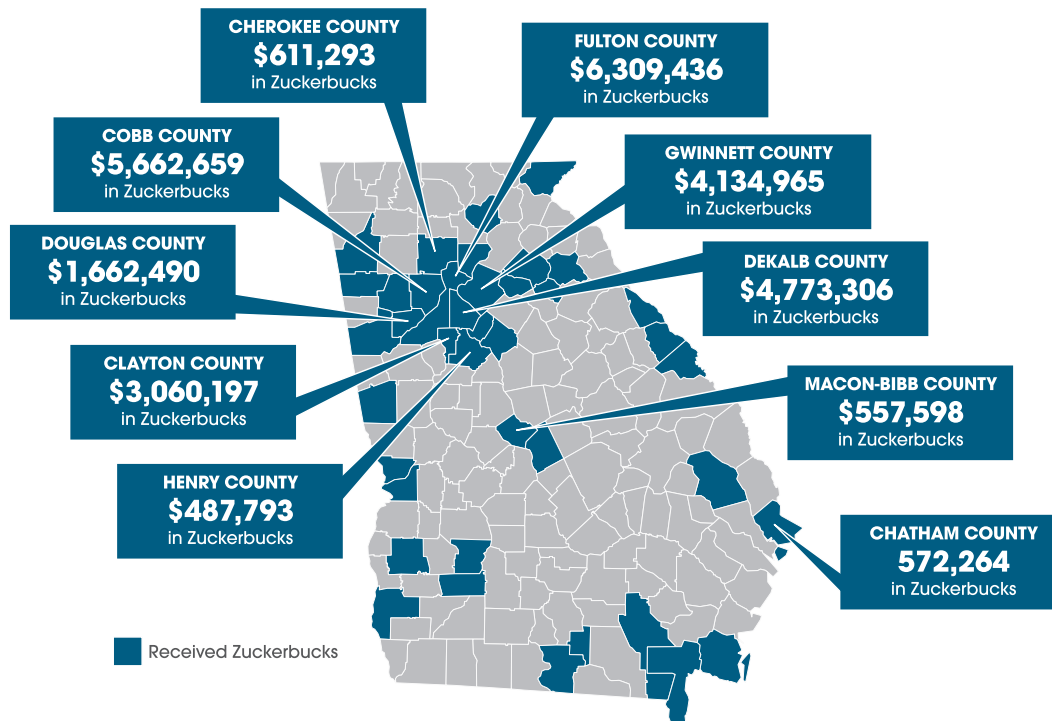 CHEROKEE COUNTY
$611,293
in Zuckerbucks
FULTON COUNTY
$6,309,436
in Zuckerbucks
COBB COUNTY
$5,662,659
in Zuckerbucks
GWINNETT COUNTY
$4,134,965
in Zuckerbucks
DOUGLAS COUNTY
$1,662,490
in Zuckerbucks
DEKALB COUNTY
$4,773,306
in Zuckerbucks
CLAYTON COUNTY
$3,060,197
in Zuckerbucks
MACON-BIBB COUNTY
$557,598
in Zuckerbucks
HENRY COUNTY
$487,793
in Zuckerbucks
CHATHAM COUNTY
572,264
in Zuckerbucks
Received Zuckerbucks